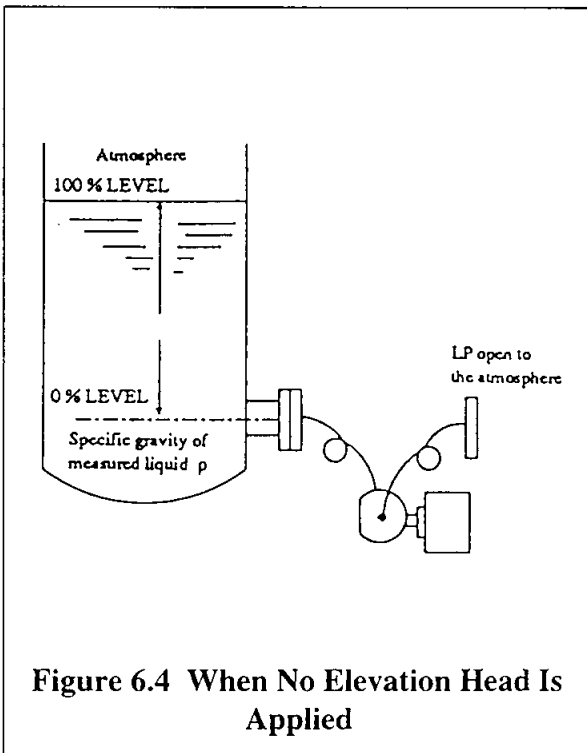 Atmosphere
100 % LEVEL
LP open to
the atmosphere
0 % LEVEL
Specific gravity of
measured liquid ρ
Figure 6.4 When No Elevation Head Is
Applied